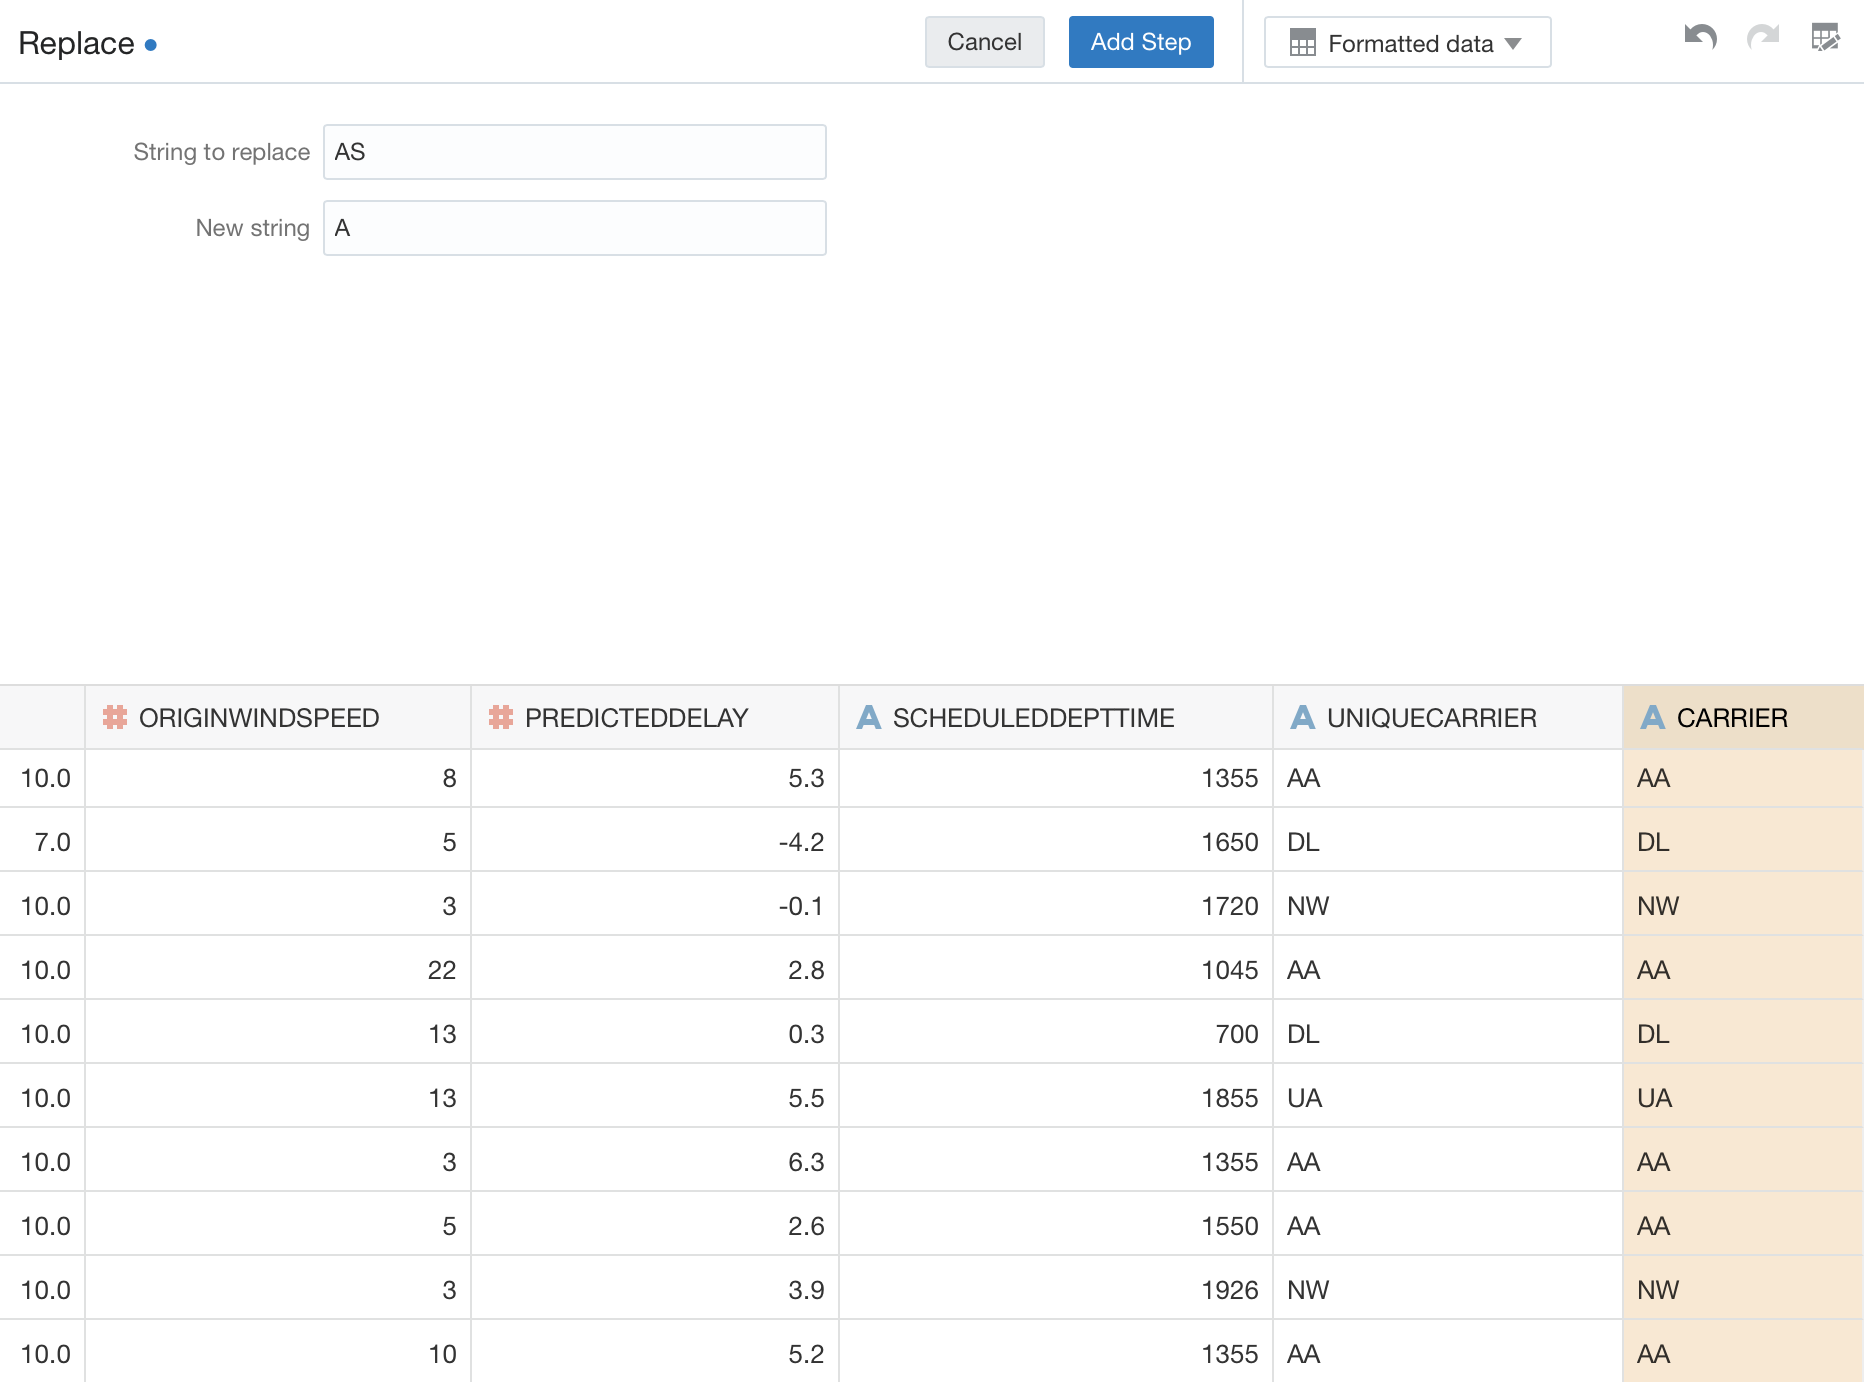 Replace
Cancel
Add Step
Formatted data
String to replace AS
New string A
ORIGINWINDSPEED PREDICTEDDELAY A SCHEDULEDDEPTTIME A UNIQUECARRIER A CARRIER
10.0 8 5.3 1355 AA AA
7.0 5 -4.2 1650 DL DL
10.0 3 -0.1 1720 NW NW
10.0 22 2.8 1045 AA AA
10.0 13 0.3 700 DL DL
10.0 13 5.5 1855 UA UA
10.0 3 6.3 1355 AA AA
10.0 5 2.6 1550 AA AA
10.0 3 3.9 1926 NW NW
10.0 10 5.2 1355 AA AA